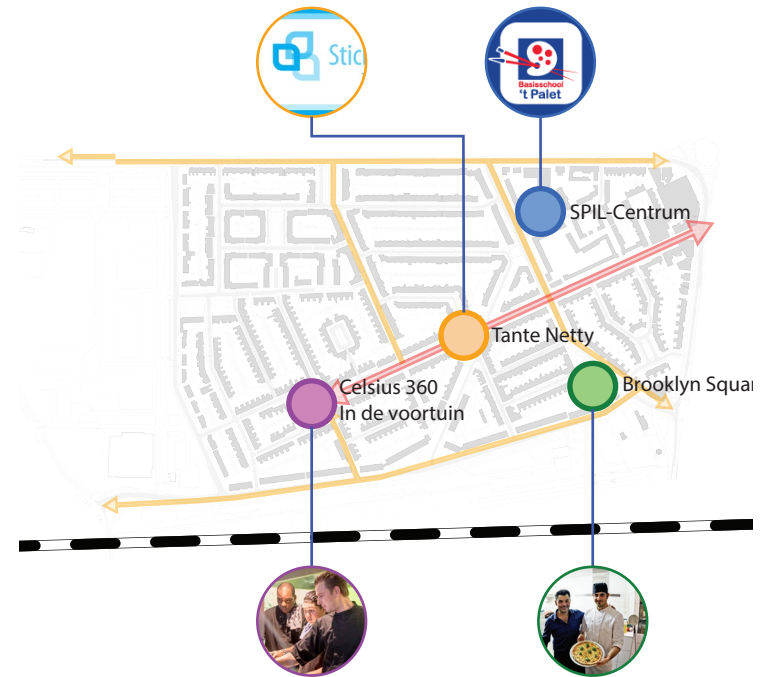 Stic
Basisschool
't Palet
SPIL-Centrum
Tante Netty
Celsius 360
In de voortuin
Brooklyn Squar